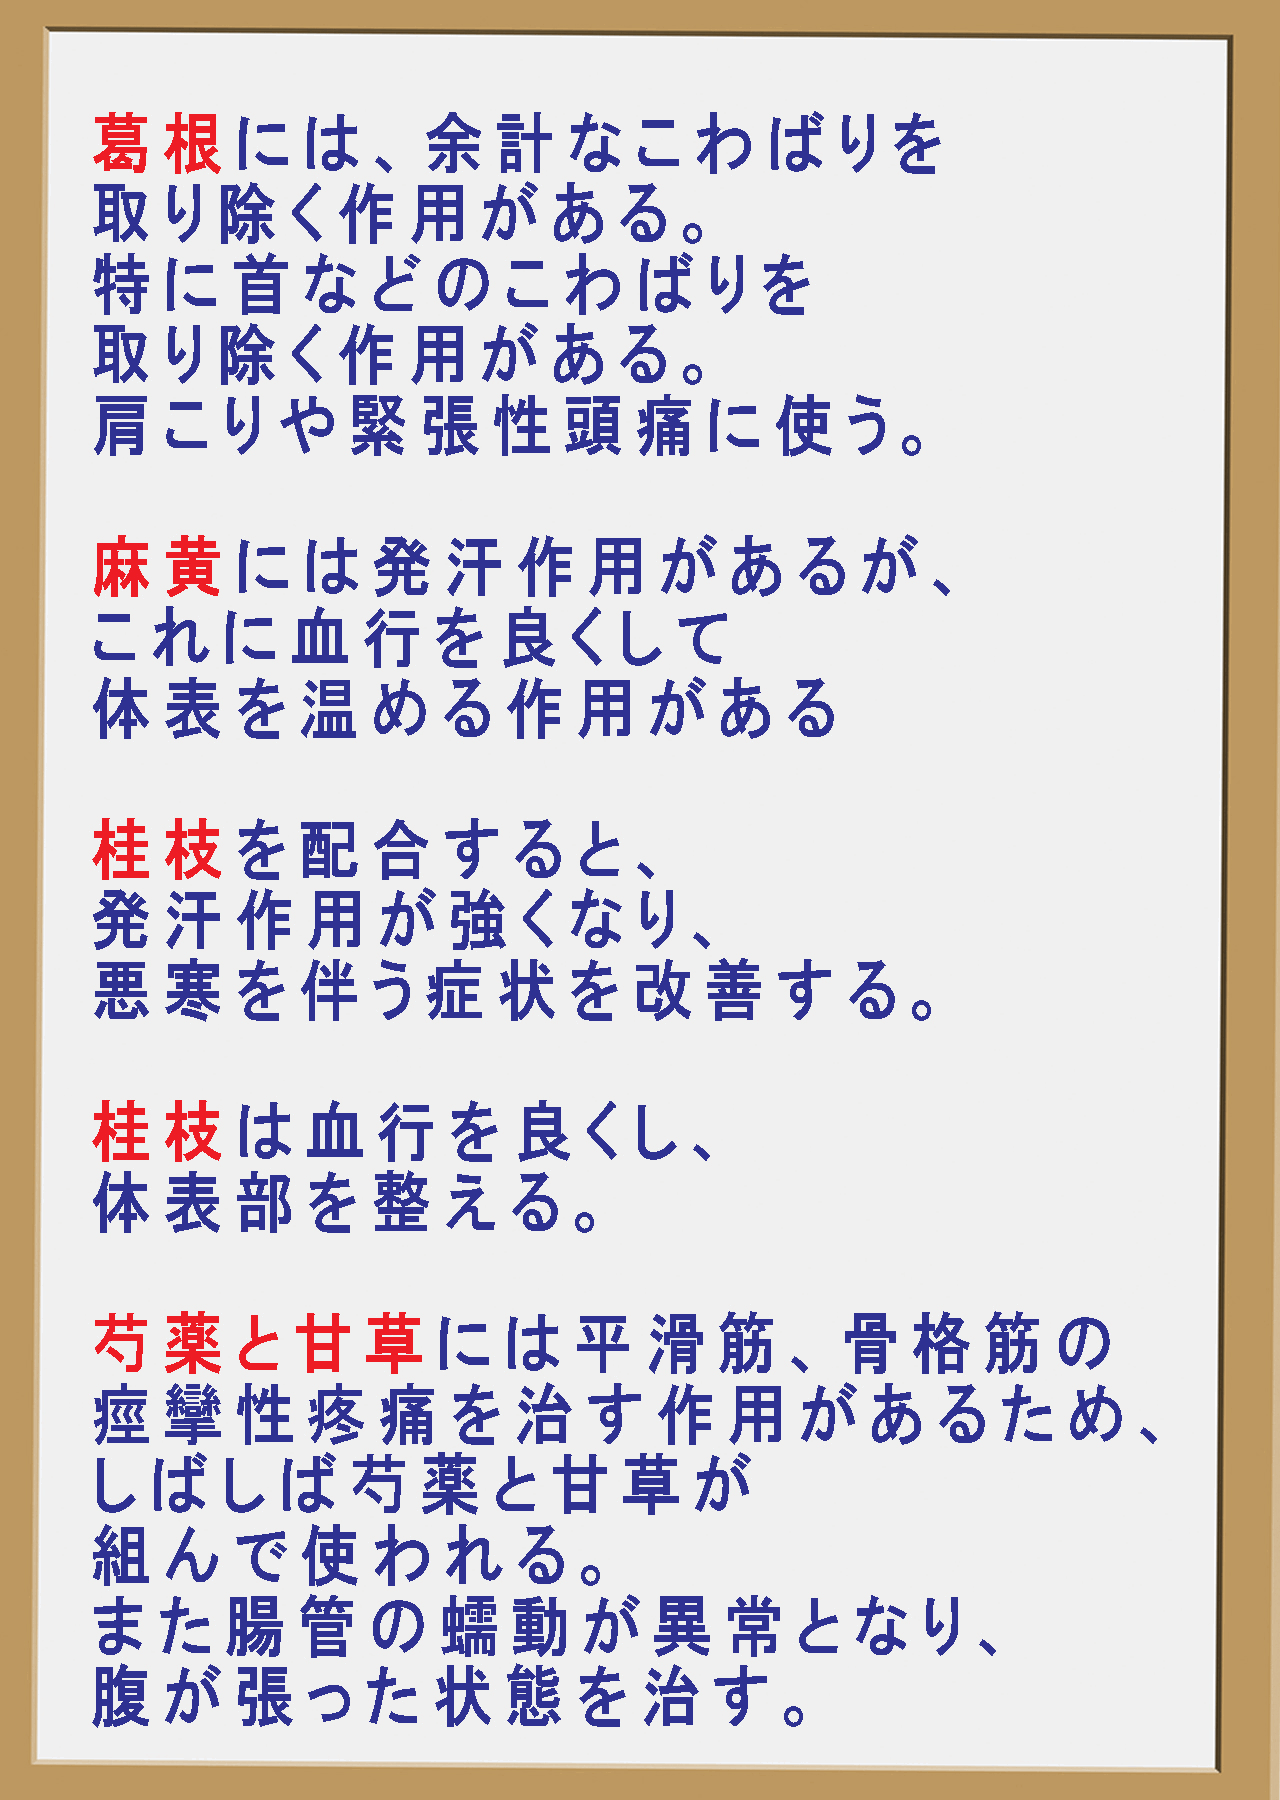 葛根には、余計なこわばりを
取り除く作用がある。
特に首などのこわばりを
取り除く作用がある。
肩こりや緊張性頭痛に使う。
麻黄には発汗作用があるが、
これに血行を良くして
体表を温める作用がある
桂枝を配合すると、
発汗作用が強くなり、
悪寒を伴う症状を改善する。
桂枝は血行を良くし、
体表部を整える。
芍薬と甘草には平滑筋、骨格筋の
痙攣性疼痛を治す作用があるため、
しばしば芍薬と甘草が
組んで使われる。
また腸管の蠕動が異常となり、
腹が張った状態を治す。